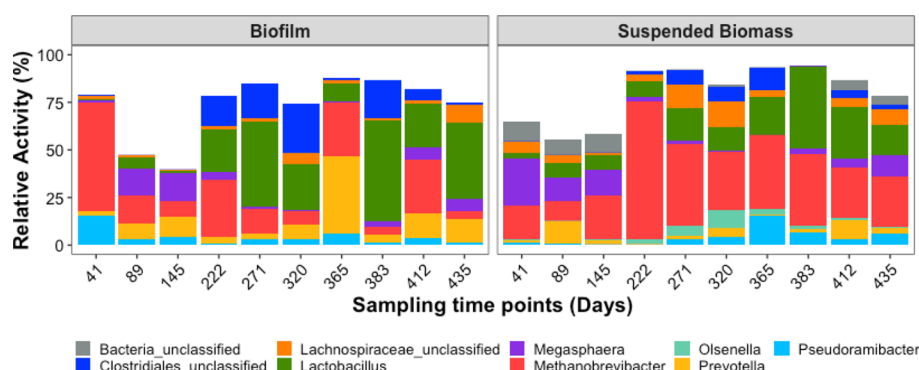 Biofilm
Suspended Biomass
Relative Activity (%)
100
75
50
25
0
41 89 145 222 271 320 365 383 412 435
41 89 145 222 271 320 365 383 412 435
Sampling time points (Days)
Bacteria_unclassified Lachnospiraceae_unclassified Megasphaera Olsenella Pseudoramibacter
Clostridiales_unclassified Lactobacillus Methanobrevibacter Prevotella